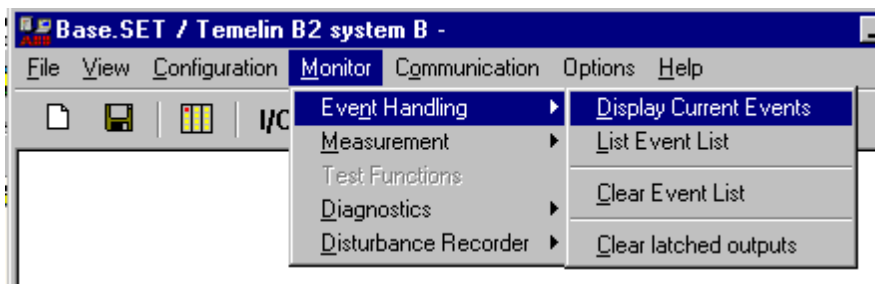 ABB Base.SET / Temelin B2 system B -
File View Configuration Monitor Communication Options Help
I/O
Event Handling
Measurement
Test Functions
Diagnostics
Disturbance Recorder
Display Current Events
List Event List
Clear Event List
Clear latched outputs